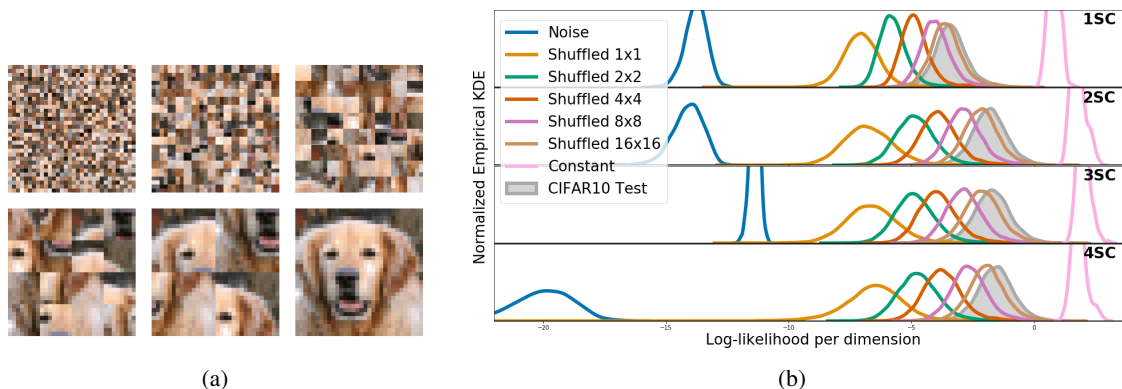 Noise
Shuffled 1x1
Shuffled 2x2
Shuffled 4x4
Shuffled 8x8
Shuffled 16x16
Constant
CIFAR10 Test
1SC
2SC
3SC
4SC
Normalized Empirical KDE
−20 −15 −10 −5 0
Log-likelihood per dimension
(a)
(b)